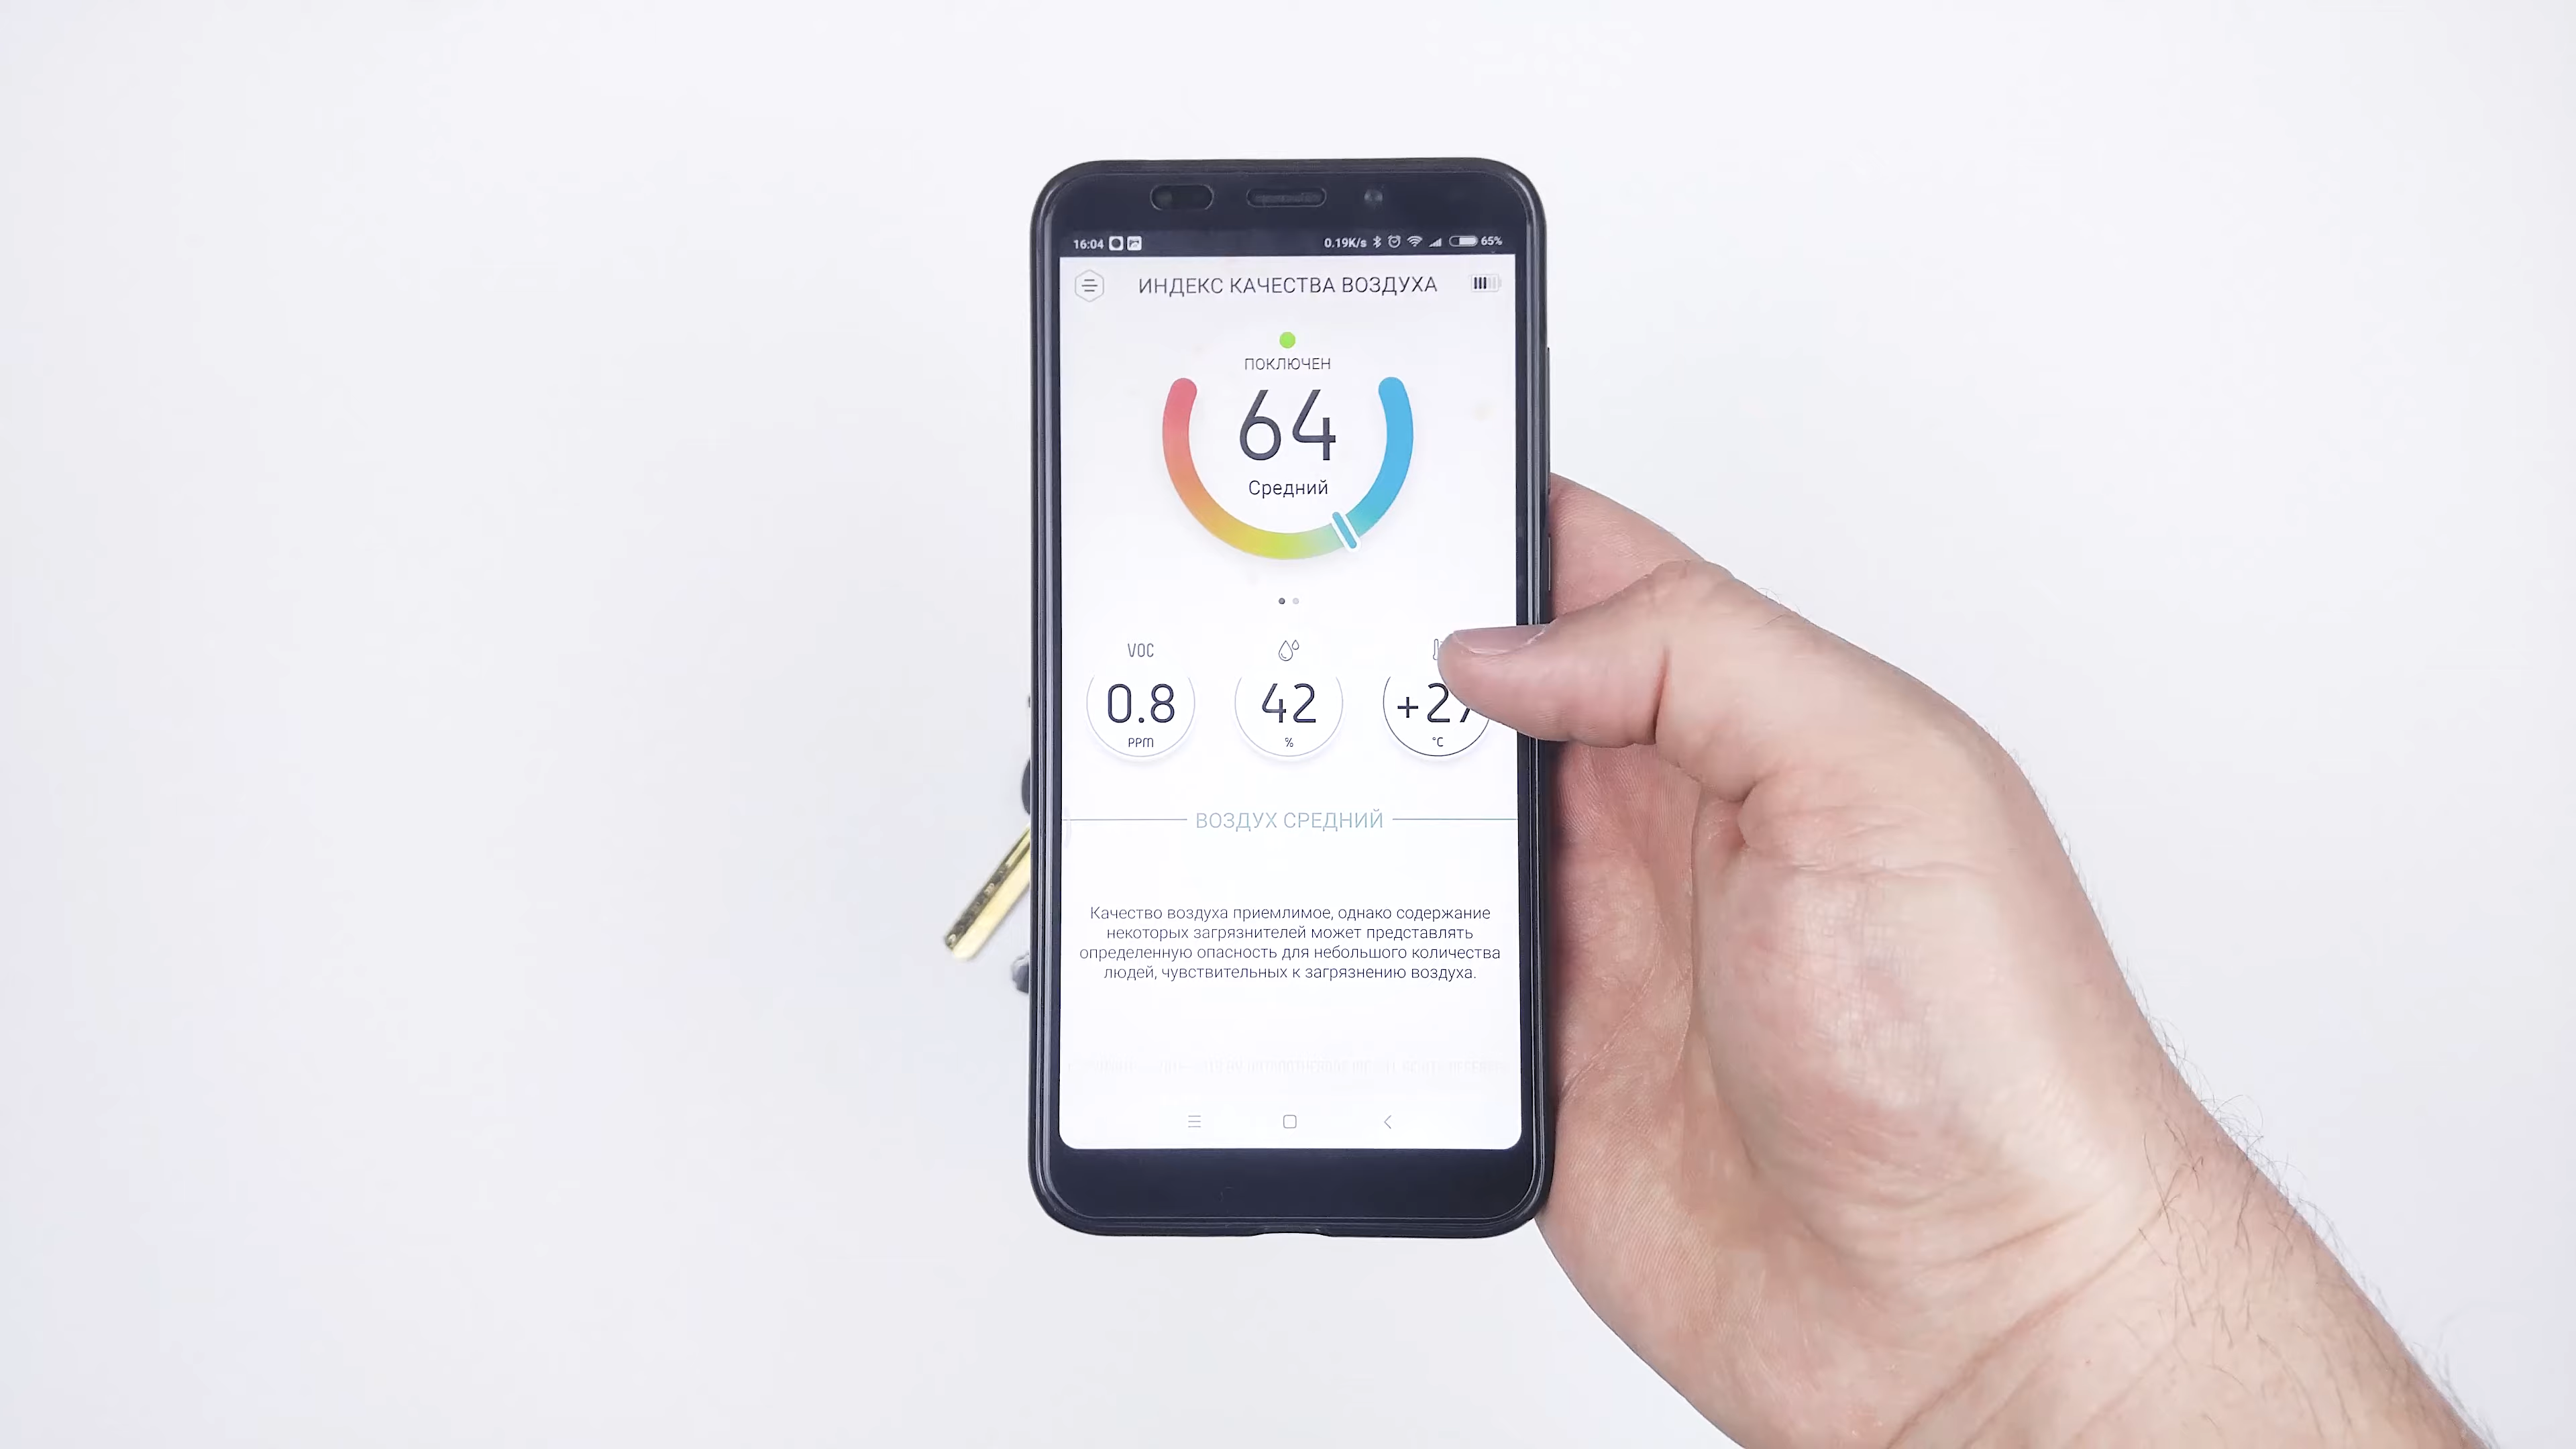 16:04 0.19K/s 65%
ИНДЕКС КАЧЕСТВА ВОЗДУХА
ПОКЛЮЧЕН
64
Средний
VOC
0.8 42
PPM % °C
ВОЗДУХ СРЕДНИЙ
Качество воздуха приемлимое, однако содержание
некоторых загрязнителей может представлять
определенную опасность для небольшого количества
людей, чувствительных к загрязнению воздуха.